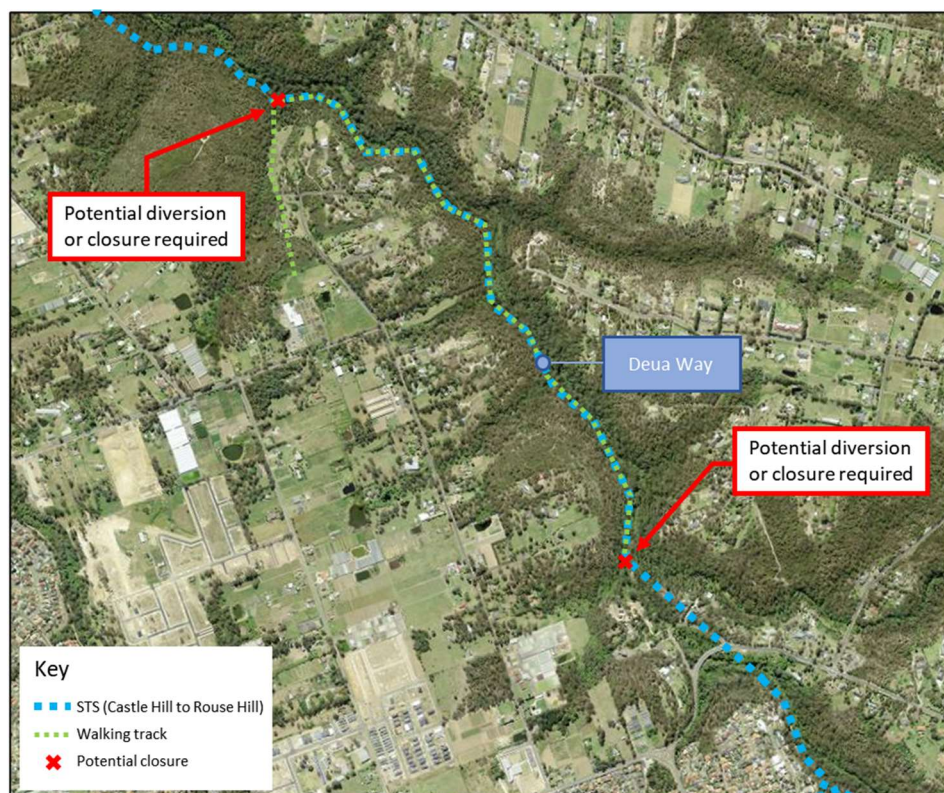 Potential diversion
or closure required
Deua Way
Potential diversion
or closure required
Key
STS (Castle Hill to Rouse Hill)
Walking track
Potential closure